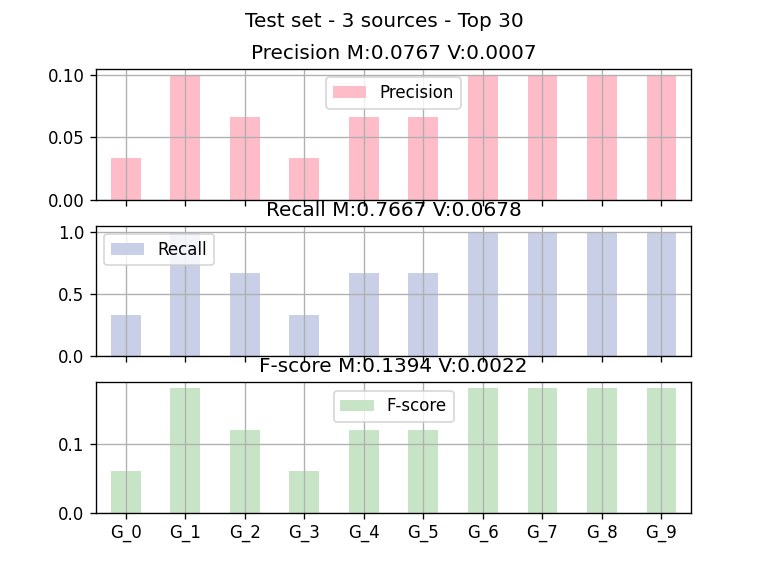 Test set - 3 sources - Top 30
Precision M:0.0767 V:0.0007
0.10
0.05
0.00
Precision
Recall M:0.7667 V:0.0678
1.0
0.5
0.0
Recall
F-score M:0.1394 V:0.0022
0.1
0.0
F-score
G_0 G_1 G_2 G_3 G_4 G_5 G_6 G_7 G_8 G_9